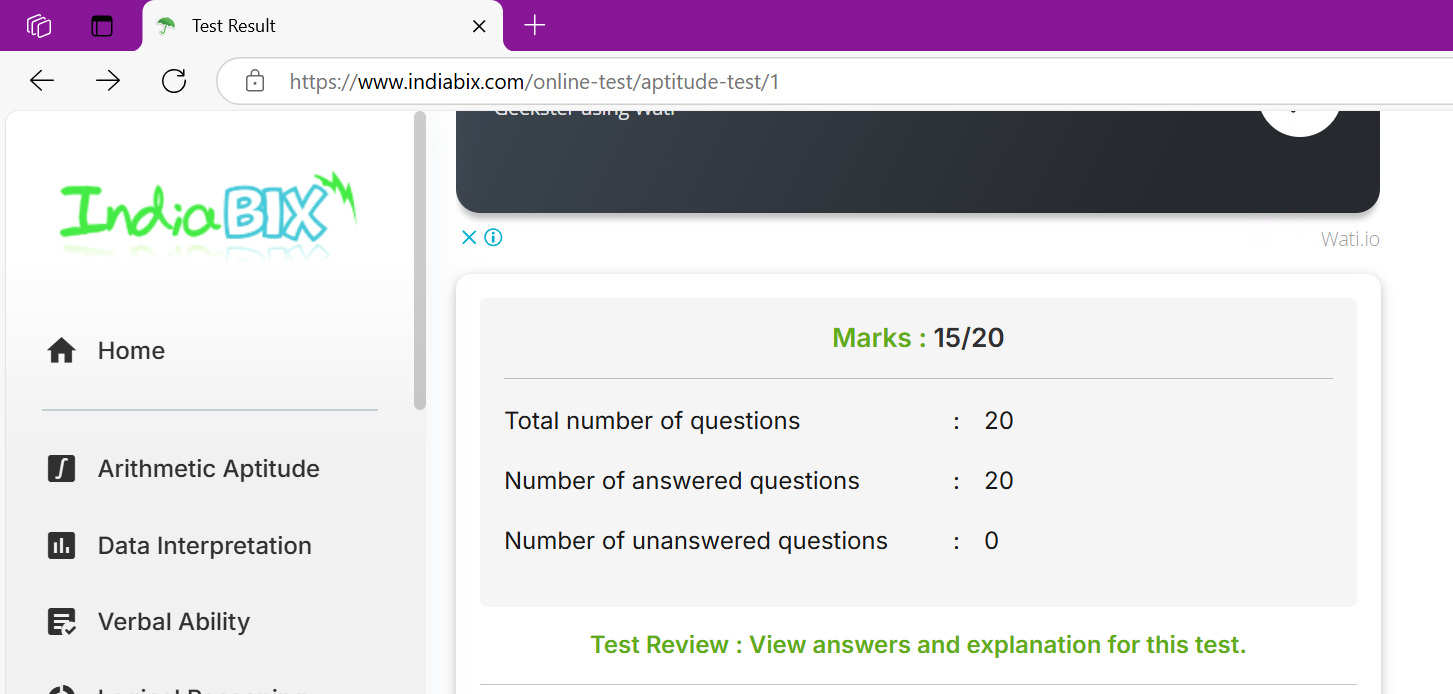 Test Result
https://www.indiabix.com/online-test/aptitude-test/1
IndiaBIX
Home
Arithmetic Aptitude
Data Interpretation
Verbal Ability
Logical Reasoning
Geekster using Wati
Wati.io
Marks : 15/20
Total number of questions : 20
Number of answered questions : 20
Number of unanswered questions : 0
Test Review : View answers and explanation for this test.